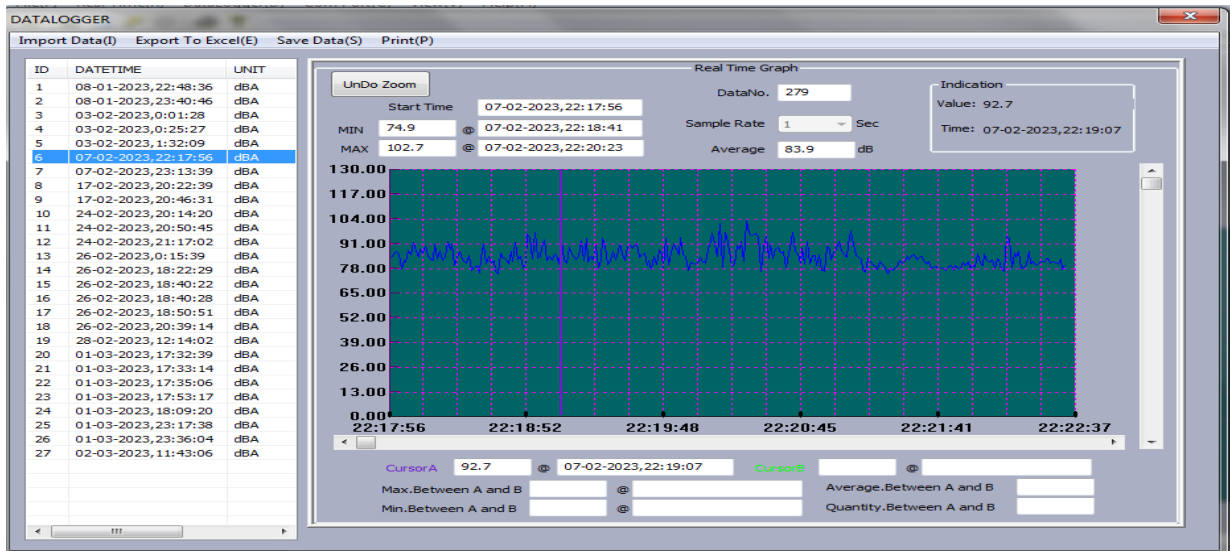 DATALOGGER
Import Data(I) Export To Excel(E) Save Data(S) Print(P)
ID DATETIME UNIT
1 08-01-2023,22:48:36 dBA
2 08-01-2023,23:40:46 dBA
3 03-02-2023,0:01:28 dBA
4 03-02-2023,0:25:27 dBA
5 03-02-2023,1:32:09 dBA
6 07-02-2023,22:17:56 dBA
7 07-02-2023,23:13:39 dBA
8 17-02-2023,20:22:39 dBA
9 17-02-2023,20:46:31 dBA
10 24-02-2023,20:14:20 dBA
11 24-02-2023,20:50:45 dBA
12 24-02-2023,21:17:02 dBA
13 26-02-2023,0:15:39 dBA
14 26-02-2023,18:22:29 dBA
15 26-02-2023,18:40:22 dBA
16 26-02-2023,18:40:28 dBA
17 26-02-2023,18:50:51 dBA
18 26-02-2023,20:39:14 dBA
19 28-02-2023,12:14:02 dBA
20 01-03-2023,17:32:39 dBA
21 01-03-2023,17:33:14 dBA
22 01-03-2023,17:35:06 dBA
23 01-03-2023,17:53:17 dBA
24 01-03-2023,18:09:20 dBA
25 01-03-2023,23:17:38 dBA
26 01-03-2023,23:36:04 dBA
27 02-03-2023,11:43:06 dBA
Real Time Graph
UnDo Zoom
Start Time 07-02-2023,22:17:56
MIN 74.9 @ 07-02-2023,22:18:41
MAX 102.7 @ 07-02-2023,22:20:23
DataNo. 279
Sample Rate 1 Sec
Average 83.9 dB
Indication
Value: 92.7
Time: 07-02-2023,22:19:07
130.00
117.00
104.00
91.00
78.00
65.00
52.00
39.00
26.00
13.00
0.00
22:17:56 22:18:52 22:19:48 22:20:45 22:21:41 22:22:37
CursorA 92.7 @ 07-02-2023,22:19:07 CursorB @
Max.Between A and B @ Average.Between A and B
Min.Between A and B @ Quantity.Between A and B